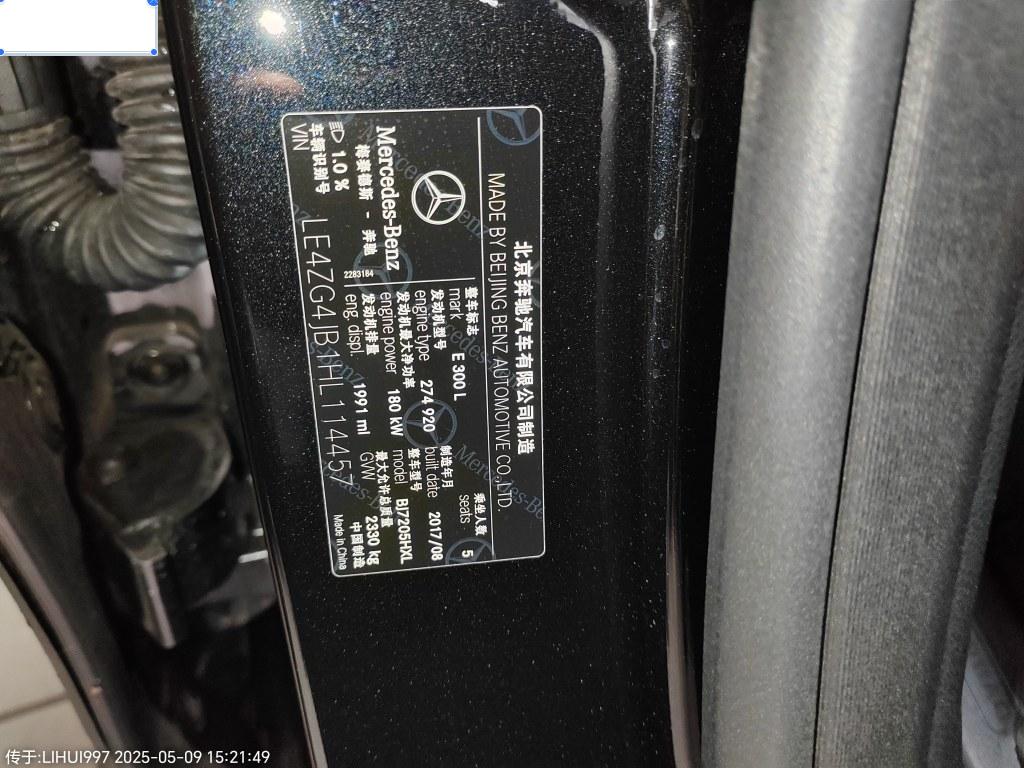 北京奔驰汽车有限公司制造
MADE BY BEIJING BENZ AUTOMOTIVE CO.,LTD.
Mercedes-Benz
梅赛德斯 - 奔驰
2283184
整车标志 mark E 300 L
乘坐人数 seats 5
发动机型号 engine type 274 920
制造年月 built date 2017/08
发动机最大净功率 engine power 180 kW
整车型号 model BJ7205HXL
发动机排量 eng. displ. 1991 ml
最大允许总质量 GVW 2330 kg
1.0 %
中国制造
Made in China
车辆识别号
VIN LE4ZG4JB HL114457
传于:LIHUI997 2025-05-09 15:21:49